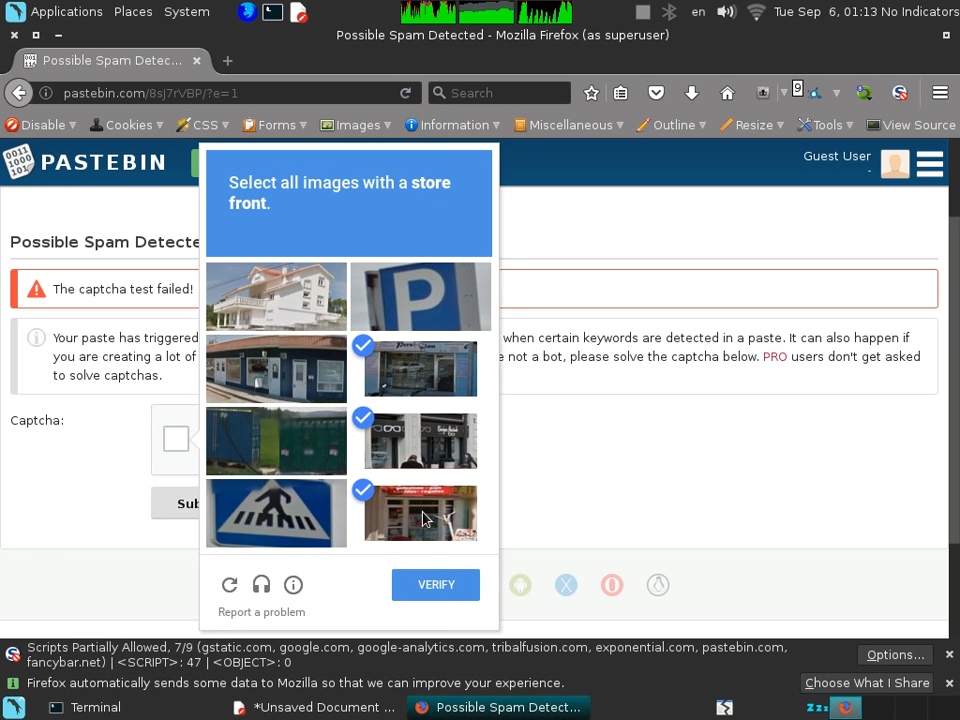 Applications Places System en Tue Sep 6, 01:13 No Indicators
Possible Spam Detected - Mozilla Firefox (as superuser)
Possible Spam Detec...
pastebin.com/8sJ7rVBP/?e=1 Search 9
Disable Cookies CSS Forms Images Information Miscellaneous Outline Resize Tools View Source
0011 1000 101 PASTEBIN Guest User
-
Select all images with a store
front.
Possible Spam Detecte
The captcha test failed!
P
Your paste has triggered when certain keywords are detected in a paste. It can also happen if
you are creating a lot of e not a bot, please solve the captcha below. PRO users don't get asked
to solve captchas.
Captcha:
Sub
VERIFY
Report a problem
Scripts Partially Allowed, 7/9 (gstatic.com, google.com, google-analytics.com, tribalfusion.com, exponential.com, pastebin.com,
fancybar.net) | <SCRIPT>: 47 | <OBJECT>: 0
Options...
Firefox automatically sends some data to Mozilla so that we can improve your experience. Choose What I Share
Terminal *Unsaved Document ... Possible Spam Detect... zzz